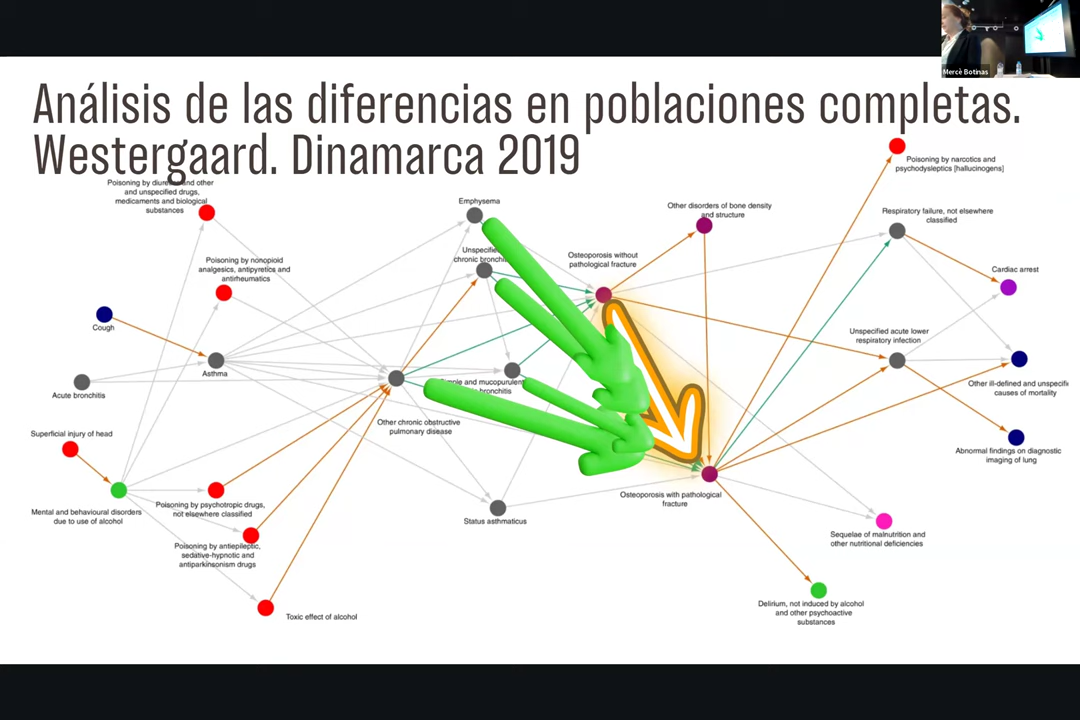 Mercè Botinas
Análisis de las diferencias en poblaciones completas.
Westergaard. Dinamarca 2019
Poisoning by diuretics and other
and unspecified drugs,
medicaments and biological
substances
Poisoning by nonopioid
analgesics, antipyretics and
antirheumatics
Cough
Asthma
Acute bronchitis
Superficial injury of head
Mental and behavioural disorders
due to use of alcohol
Poisoning by psychotropic drugs,
not elsewhere classified
Poisoning by antiepileptic,
sedative-hypnotic and
antiparkinsonism drugs
Toxic effect of alcohol
Emphysema
Unspecifie
chronic bronch
and mucopurulent
bronchitis
Other chronic obstructive
pulmonary disease
Status asthmaticus
Osteoporosis without
pathological fracture
Other disorders of bone density
and structure
Osteoporosis with pathological
fracture
Poisoning by narcotics and
psychodysleptics [hallucinogens]
Respiratory failure, not elsewhere
classified
Cardiac arrest
Unspecified acute lower
respiratory infection
Other ill-defined and unspecifie
causes of mortality
Abnormal findings on diagnostic
imaging of lung
Sequelae of malnutrition and
other nutritional deficiencies
Delirium, not induced by alcohol
and other psychoactive
substances